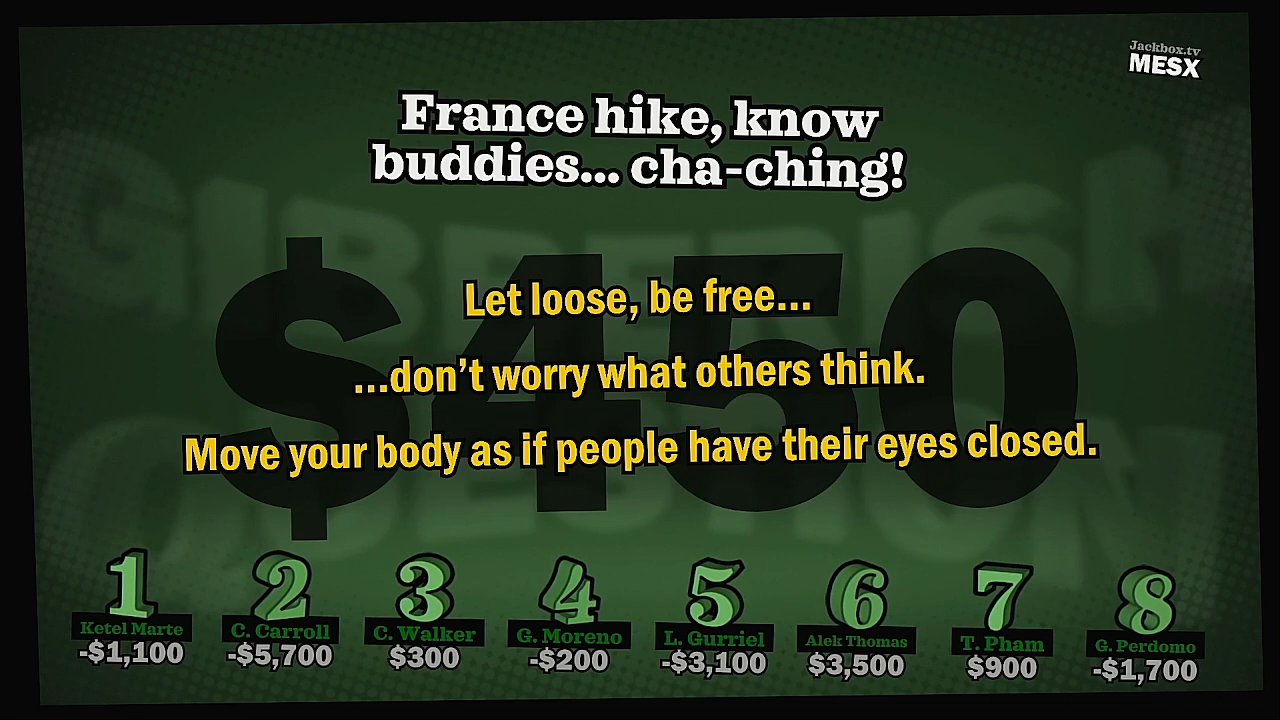 Jackbox.tv
MESX
France hike, know
buddies... cha-ching!
GIBBERISH
QUESTION
$450
Let loose, be free...
...don't worry what others think.
Move your body as if people have their eyes closed.
1 2 3 4 5 6 7 8
Ketel Marte C. Carroll C. Walker G. Moreno L. Gurriel Alek Thomas T. Pham G. Perdomo
-$1,100 -$5,700 $300 -$200 -$3,100 $3,500 $900 -$1,700